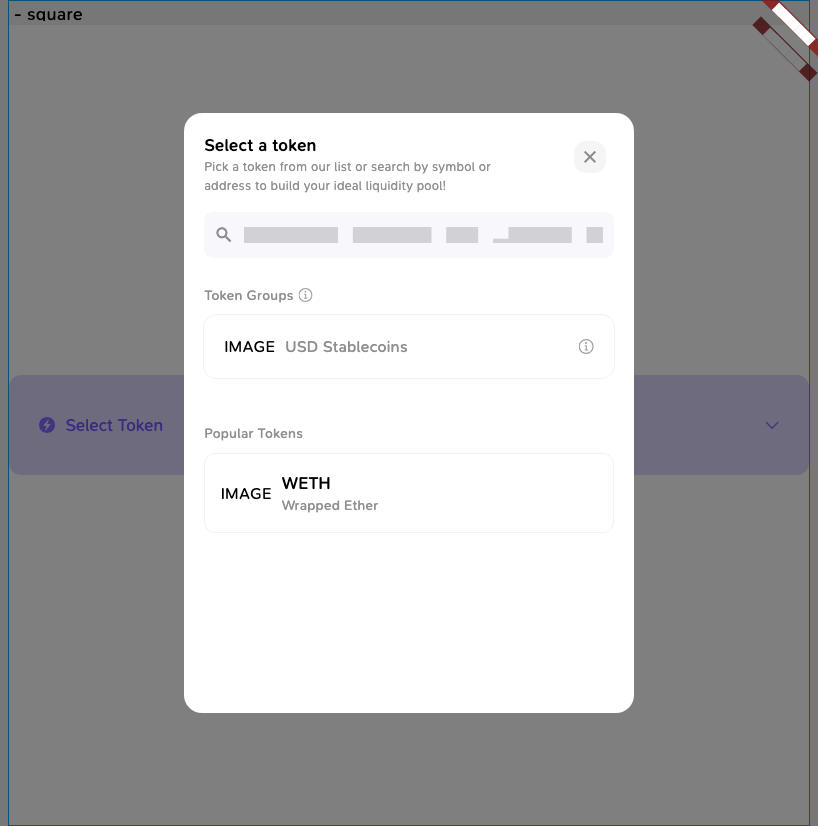 - square
Select a token
Pick a token from our list or search by symbol or
address to build your ideal liquidity pool!
Token Groups
IMAGE USD Stablecoins
Select Token
Popular Tokens
IMAGE WETH
Wrapped Ether